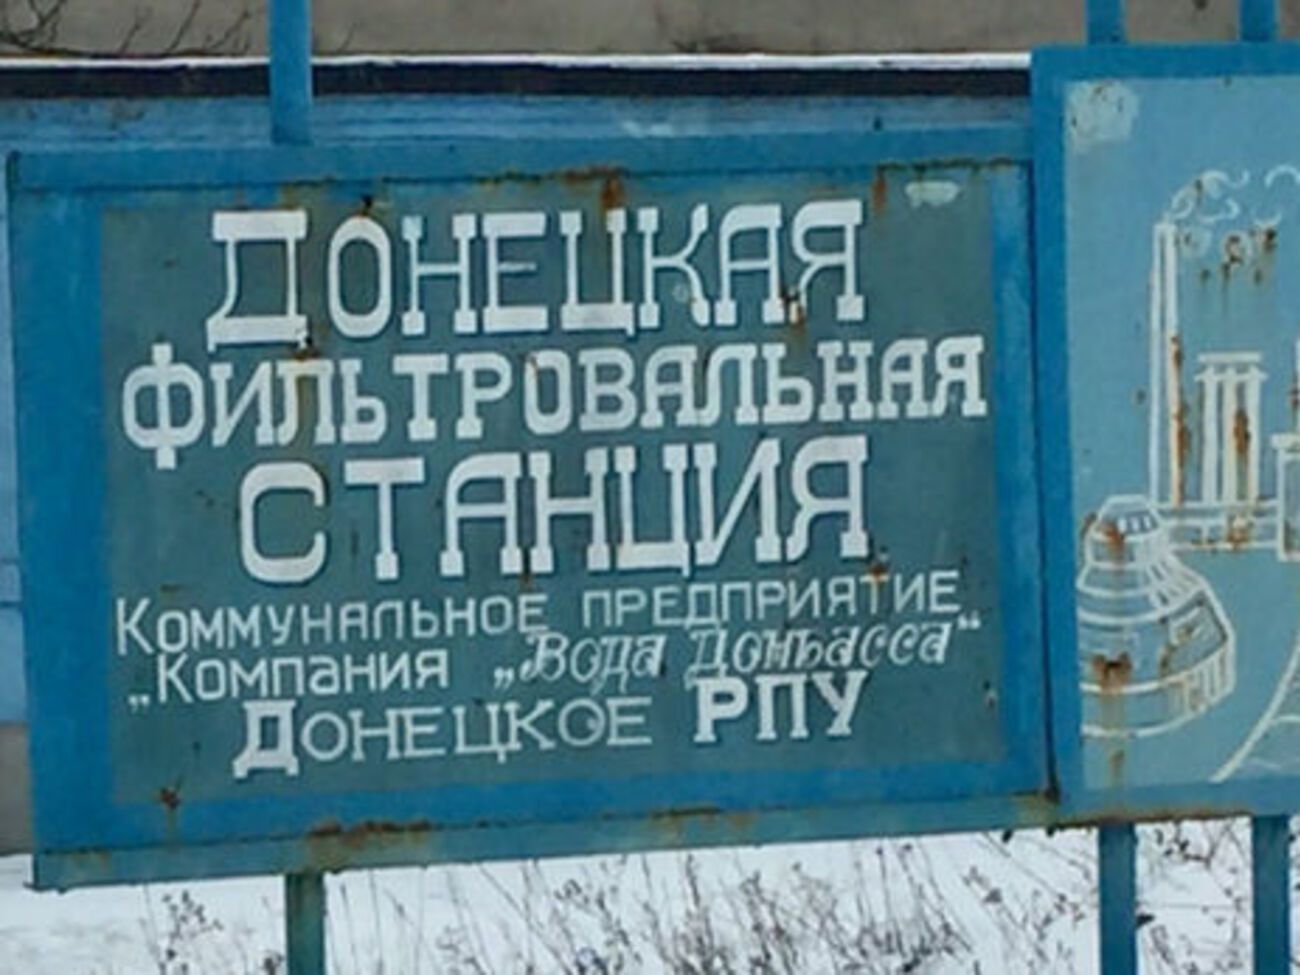 ДОНЕЦКАЯ
ФИЛЬТРОВАЛЬНАЯ
СТАНЦИЯ
КОММУНАЛЬНОЕ ПРЕДПРИЯТИЕ
„КОМПАНИЯ „Вода Донбасса“
ДОНЕЦКОЕ РПУ